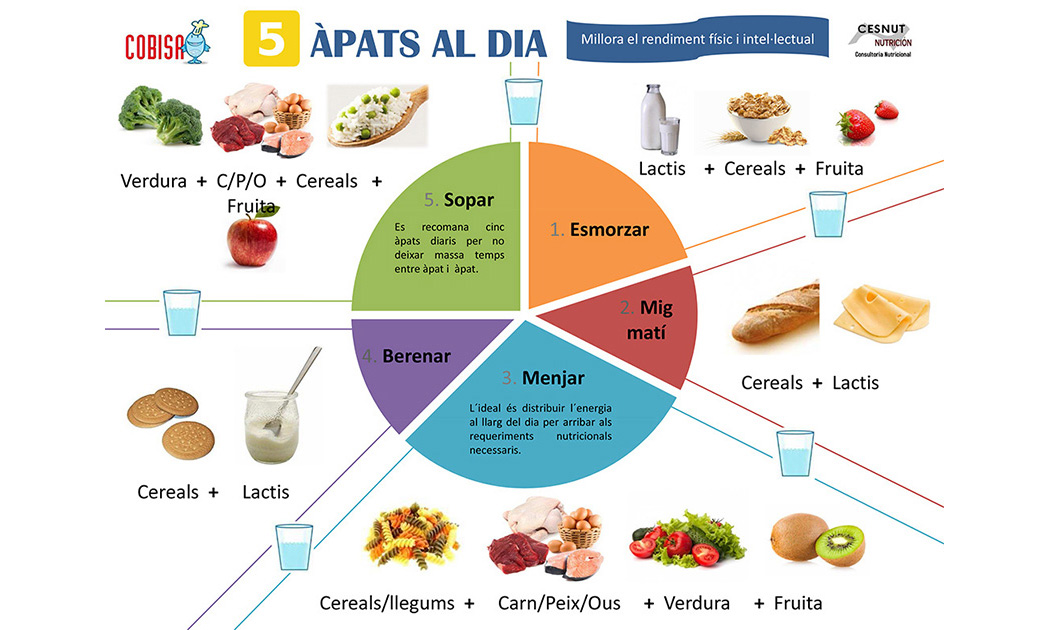 COBISA
5 ÀPATS AL DIA
Millora el rendiment físic i intel·lectual
CESNUT
NUTRICIÓN
Consultoría Nutricional
Verdura + C/P/O + Cereals +
Fruita
Lactis + Cereals + Fruita
5. Sopar
Es recomana cinc
àpats diaris per no
deixar massa temps
entre àpat i àpat.
1. Esmorzar
2. Mig
matí
Cereals + Lactis
4. Berenar
3. Menjar
L´ideal és distribuir l´energia
al llarg del dia per arribar als
requeriments nutricionals
necessaris.
Cereals + Lactis
Cereals/llegums + Carn/Peix/Ous + Verdura + Fruita